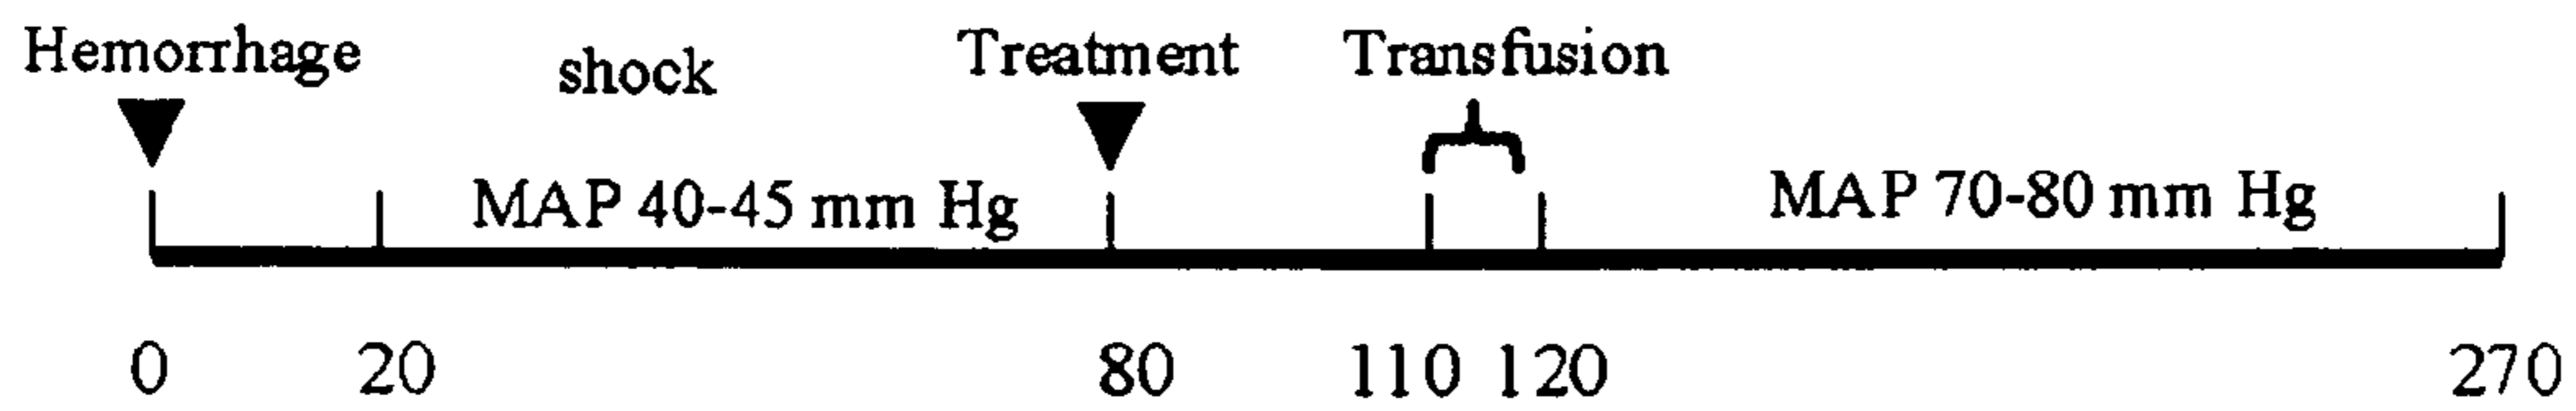 Hemorrhage shock Treatment Transfusion
MAP 40-45 mm Hg MAP 70-80 mm Hg
0 20 80 110 120 270